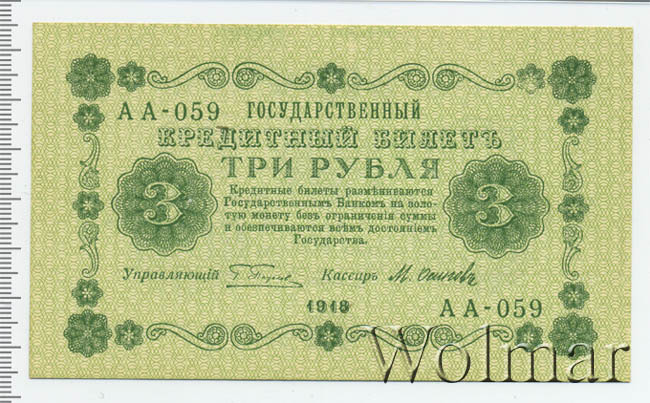 АА-059 ГОСУДАРСТВЕННЫЙ
КРЕДИТНЫЙ БИЛЕТЪ
ТРИ РУБЛЯ
3 3
Кредитные билеты размѣниваются
Государственнымъ Банкомъ на золо-
тую монету безъ ограниченія суммы
и обезпечиваются всѣмъ достояніемъ
Государства.
Управляющій Кассиръ
1918
АА-059
Wolmar